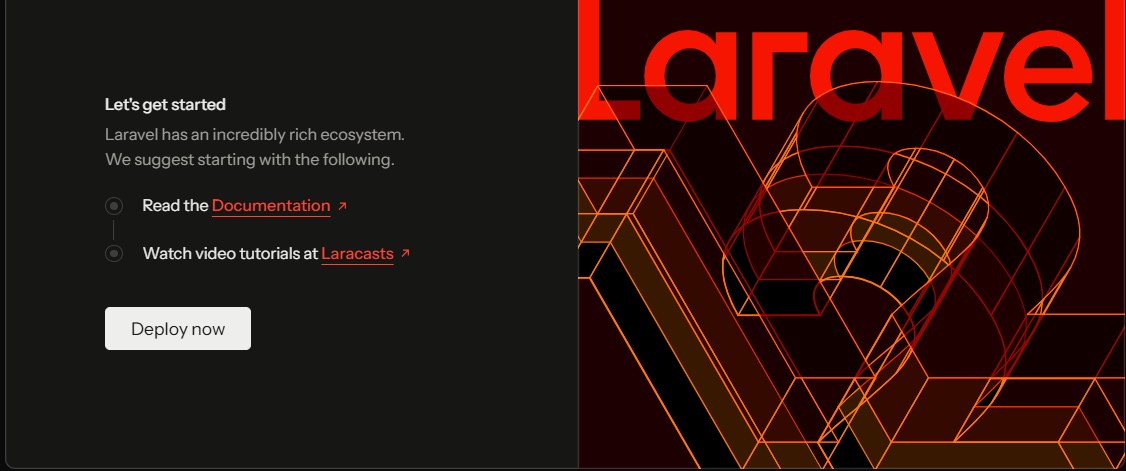 Let's get started
Laravel has an incredibly rich ecosystem.
We suggest starting with the following.
Read the Documentation
Watch video tutorials at Laracasts
Deploy now
Laravel